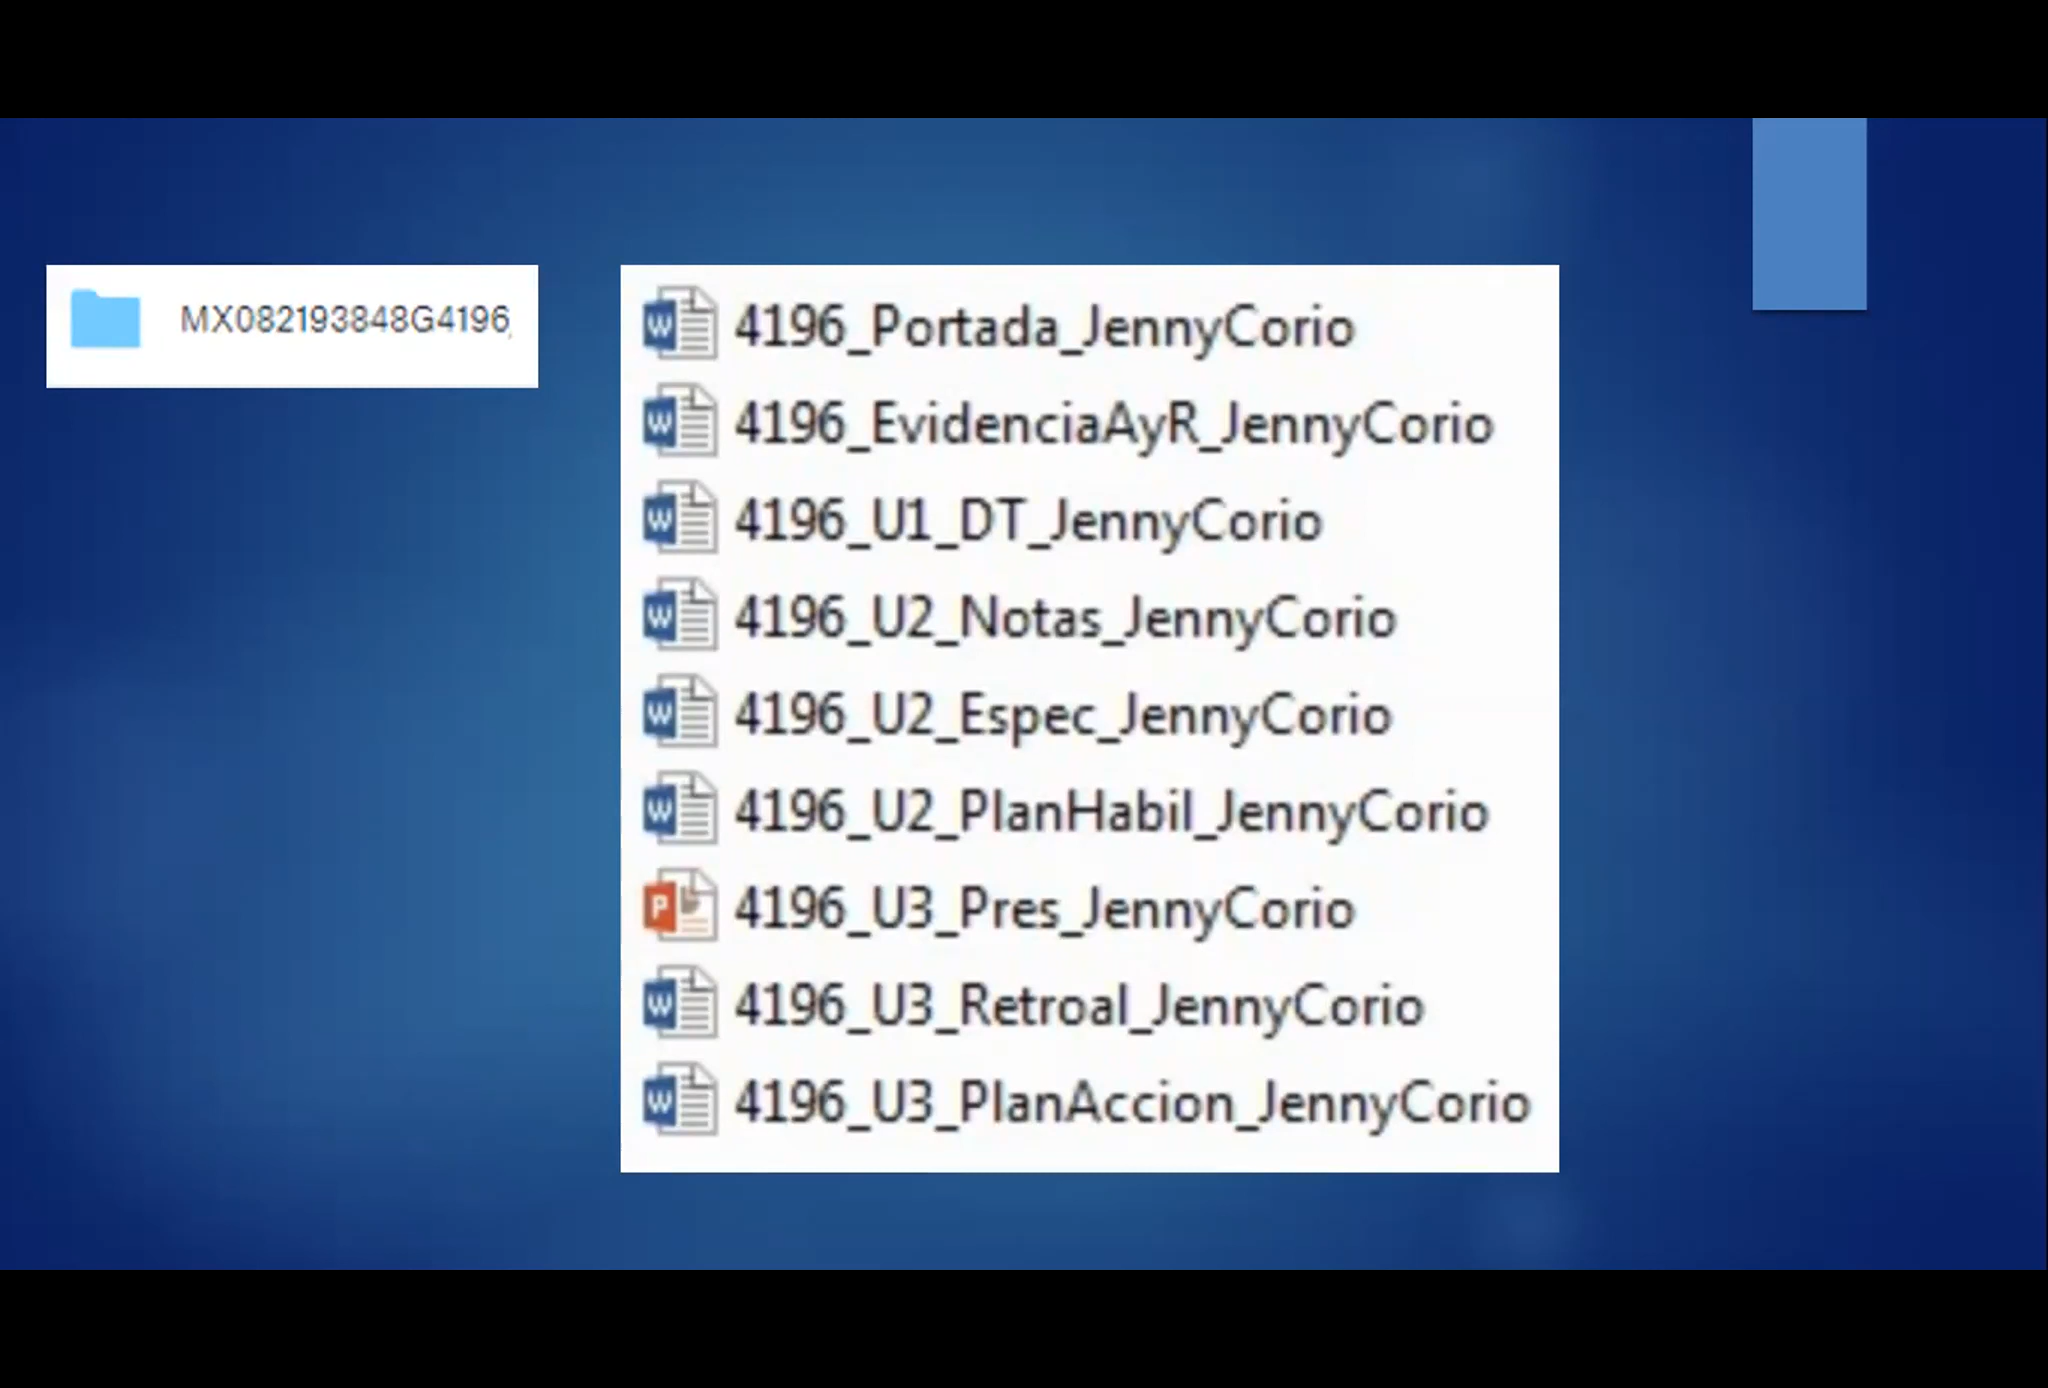 MX082193848G4196
4196_Portada_JennyCorio
4196_EvidenciaAyR_JennyCorio
4196_U1_DT_JennyCorio
4196_U2_Notas_JennyCorio
4196_U2_Espec_JennyCorio
4196_U2_PlanHabil_JennyCorio
4196_U3_Pres_JennyCorio
4196_U3_Retroal_JennyCorio
4196_U3_PlanAccion_JennyCorio